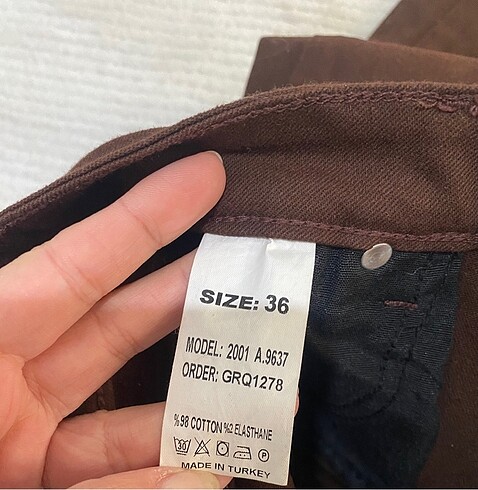 SIZE: 36
MODEL: 2001 A.9637
ORDER: GRQ1278
%98 COTTON %2 ELASTHANE
30 P
MADE IN TURKEY